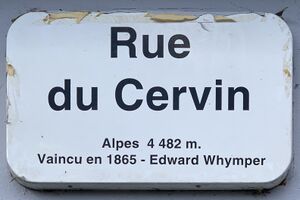 Rue
du Cervin
Alpes 4 482 m.
Vaincu en 1865 - Edward Whymper